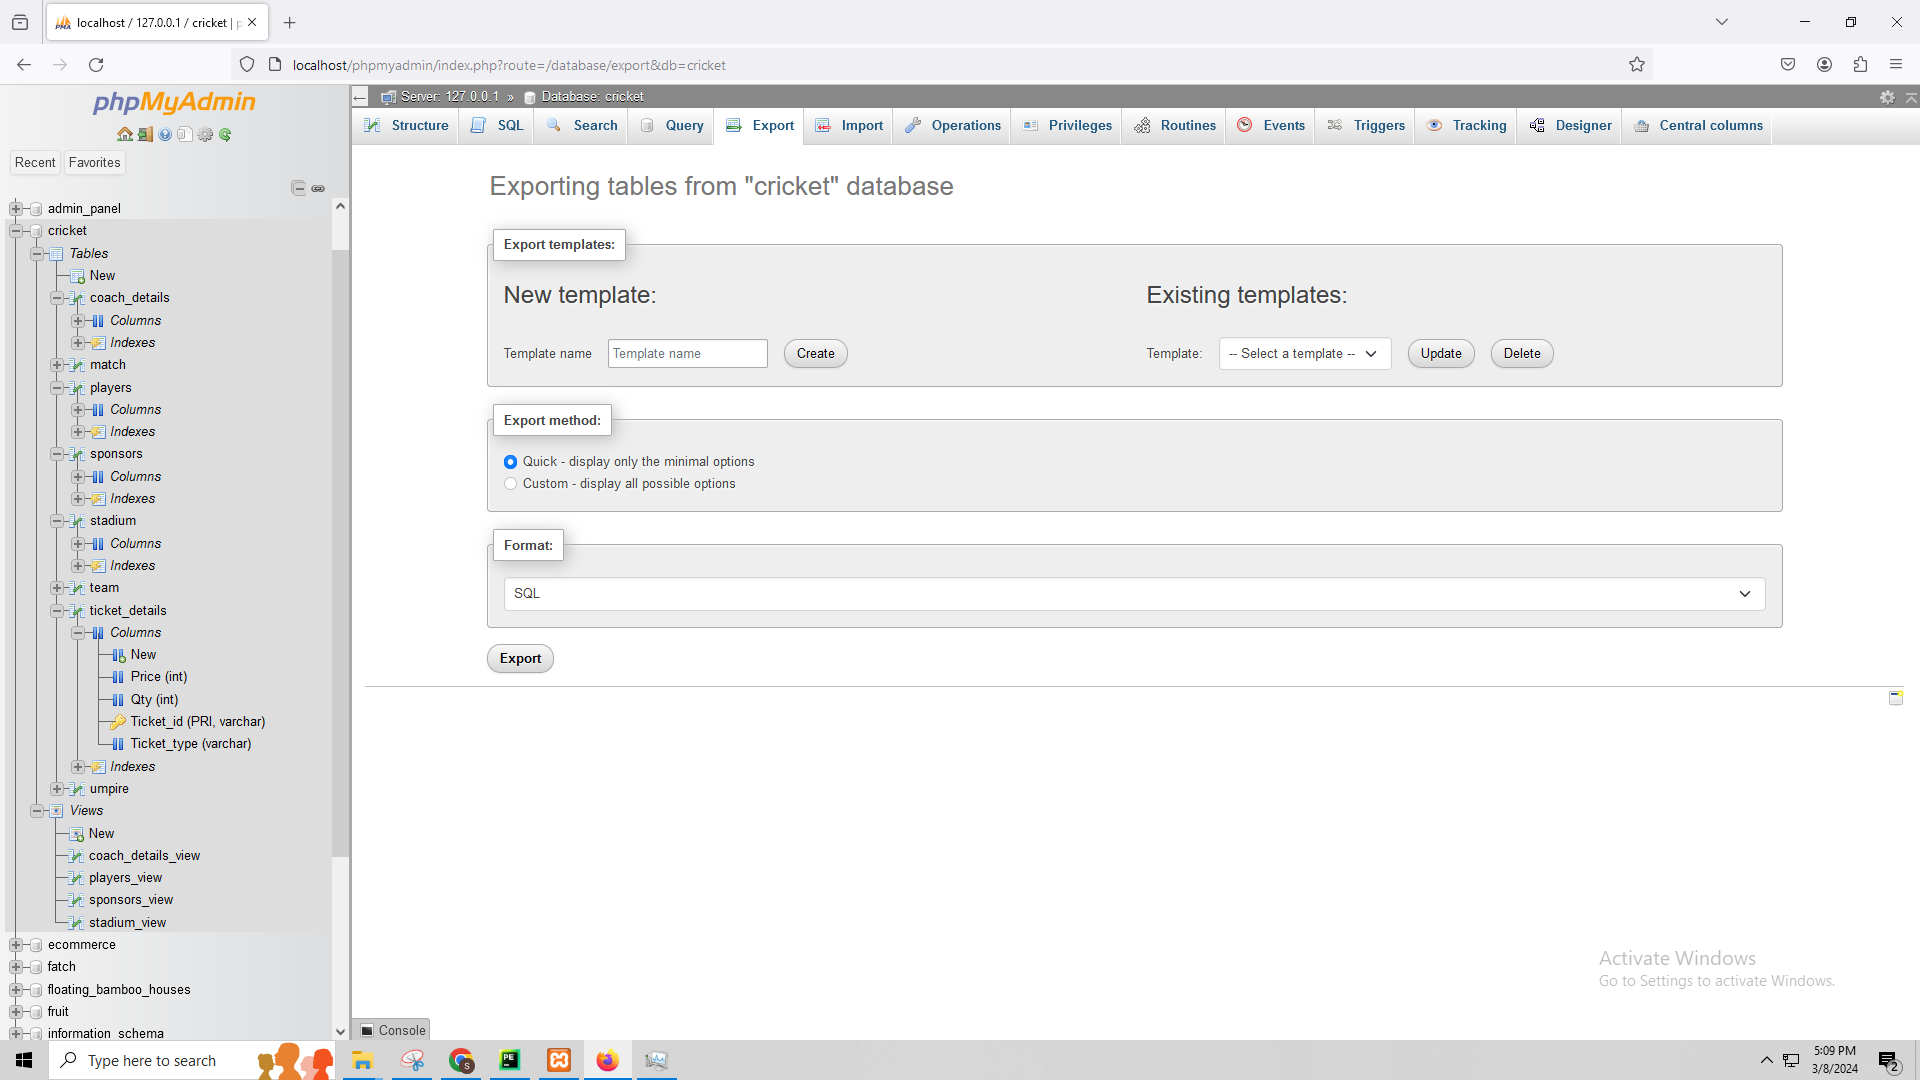 localhost / 127.0.0.1 / cricket | p
localhost/phpmyadmin/index.php?route=/database/export&db=cricket
phpMyAdmin
Recent
Favorites
admin_panel
cricket
Tables
New
coach_details
Columns
Indexes
match
players
Columns
Indexes
sponsors
Columns
Indexes
stadium
Columns
Indexes
team
ticket_details
Columns
New
Price (int)
Qty (int)
Ticket_id (PRI, varchar)
Ticket_type (varchar)
Indexes
umpire
Views
New
coach_details_view
players_view
sponsors_view
stadium_view
ecommerce
fatch
floating_bamboo_houses
fruit
information_schema
Server: 127.0.0.1 » Database: cricket
Structure SQL Search Query Export Import Operations Privileges Routines Events Triggers Tracking Designer Central columns
Exporting tables from "cricket" database
Export templates:
New template:
Template name Template name Create
Existing templates:
Template: -- Select a template -- Update Delete
Export method:
Quick - display only the minimal options
Custom - display all possible options
Format:
SQL
Export
Activate Windows
Go to Settings to activate Windows.
Console
Type here to search
5:09 PM
3/8/2024
2